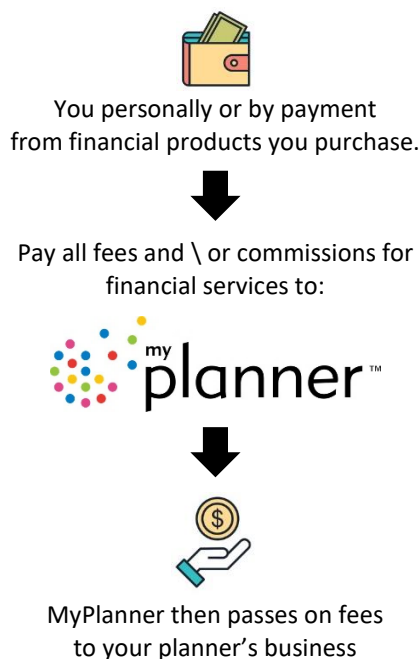 You personally or by payment
from financial products you purchase.
Pay all fees and \ or commissions for
financial services to:
my
planner™
$
MyPlanner then passes on fees
to your planner's business